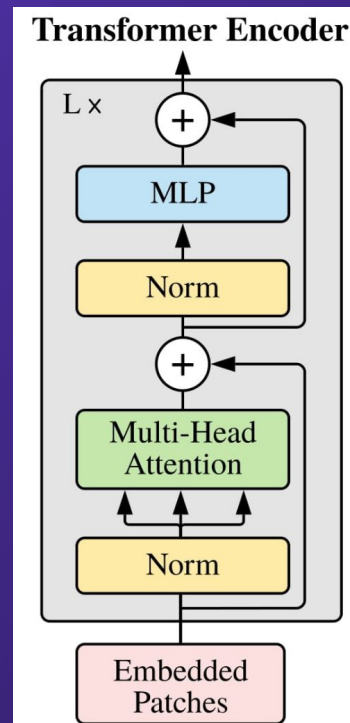 Transformer Encoder
L ×
+
MLP
Norm
+
Multi-Head
Attention
Norm
Embedded
Patches